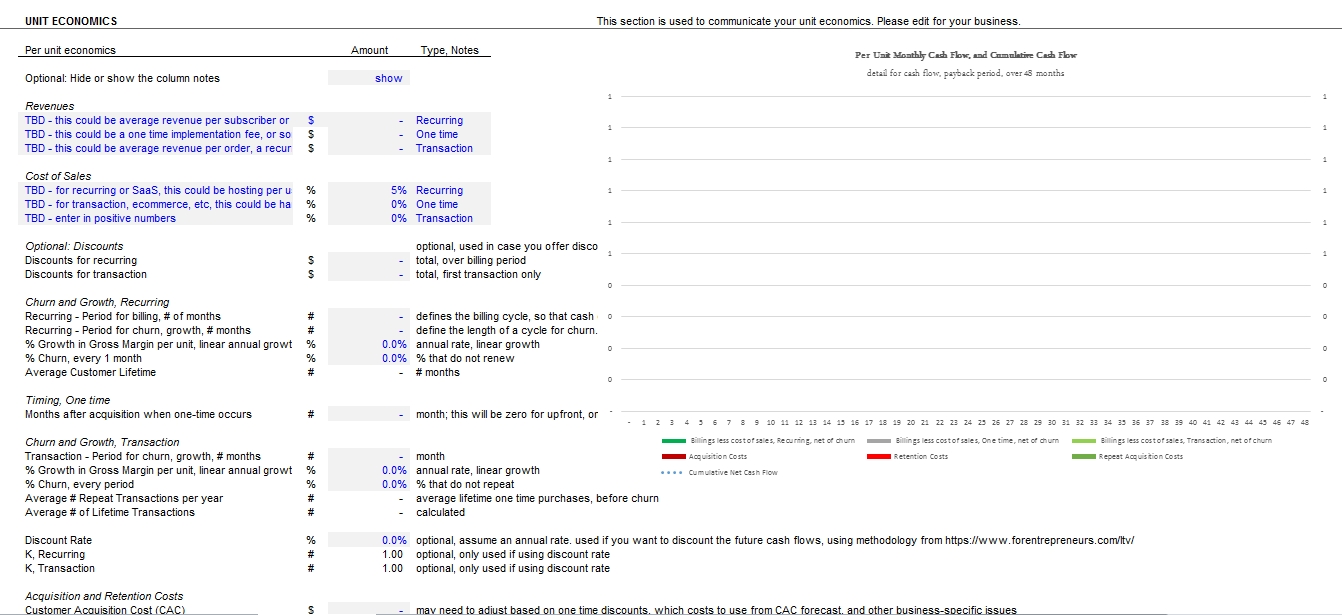 UNIT ECONOMICS This section is used to communicate your unit economics. Please edit for your business.
Per unit economics Amount Type, Notes
Optional: Hide or show the column notes show
Revenues
TBD - this could be average revenue per subscriber or $ - Recurring
TBD - this could be a one time implementation fee, or so $ - One time
TBD - this could be average revenue per order, a recur $ - Transaction
Cost of Sales
TBD - for recurring or SaaS, this could be hosting per u % 5% Recurring
TBD - for transaction, ecommerce, etc, this could be ha % 0% One time
TBD - enter in positive numbers % 0% Transaction
Optional: Discounts optional, used in case you offer disco
Discounts for recurring $ - total, over billing period
Discounts for transaction $ - total, first transaction only
Churn and Growth, Recurring
Recurring - Period for billing, # of months # - defines the billing cycle, so that cash
Recurring - Period for churn, growth, # months # - define the length of a cycle for churn.
% Growth in Gross Margin per unit, linear annual growt % 0.0% annual rate, linear growth
% Churn, every 1 month % 0.0% % that do not renew
Average Customer Lifetime # - # months
Timing, One time
Months after acquisition when one-time occurs # - month; this will be zero for upfront, or
Churn and Growth, Transaction
Transaction - Period for churn, growth, # months # - month
% Growth in Gross Margin per unit, linear annual growt % 0.0% annual rate, linear growth
% Churn, every period % 0.0% % that do not repeat
Average # Repeat Transactions per year # - average lifetime one time purchases, before churn
Average # of Lifetime Transactions # - calculated
Discount Rate % 0.0% optional, assume an annual rate. used if you want to discount the future cash flows, using methodology from https://www.forentrepreneurs.com/ltv/
K, Recurring # 1.00 optional, only used if using discount rate
K, Transaction # 1.00 optional, only used if using discount rate
Acquisition and Retention Costs
Customer Acquisition Cost (CAC) $ - may need to adjust based on one time discounts, which costs to use from CAC forecast, and other business-specific issues
Per Unit Monthly Cash Flow, and Cumulative Cash Flow
detail for cash flow, payback period, over 48 months
1 1
1 1
1 1
1 1
1 1
1 1
0 0
0 0
0 0
0 0
- -
- 1 2 3 4 5 6 7 8 9 10 11 12 13 14 15 16 17 18 19 20 21 22 23 24 25 26 27 28 29 30 31 32 33 34 35 36 37 38 39 40 41 42 43 44 45 46 47 48
Billings less cost of sales, Recurring, net of churn Billings less cost of sales, One time, net of churn Billings less cost of sales, Transaction, net of churn
Acquisition Costs Retention Costs Repeat Acquisition Costs
Cumulative Net Cash Flow